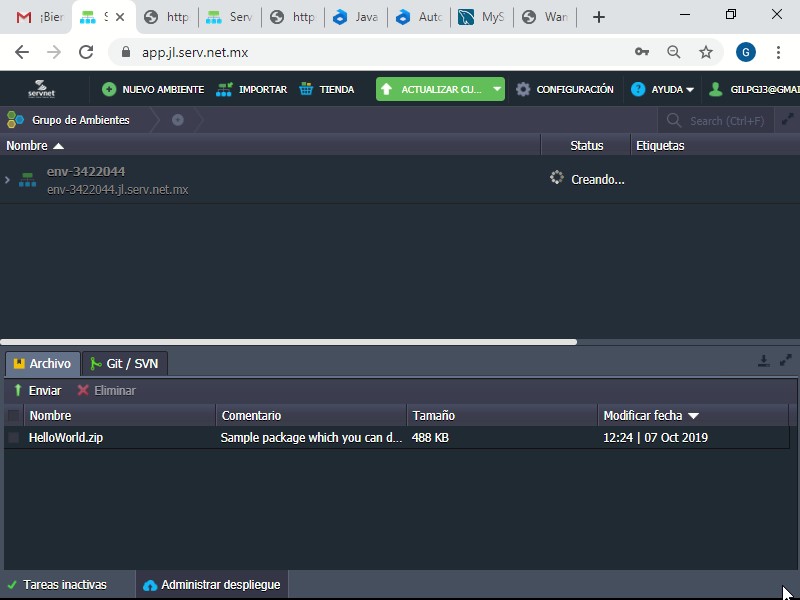 ¡Bier
S
http
Serv
http
Java
Auto
MyS
Wan
app.jl.serv.net.mx
G
servnet
NUEVO AMBIENTE
IMPORTAR
TIENDA
ACTUALIZAR CU...
CONFIGURACIÓN
? AYUDA
GILPGJ3@GMAI
Grupo de Ambientes
Search (Ctrl+F)
Nombre
Status
Etiquetas
env-3422044
env-3422044.jl.serv.net.mx
Creando...
Archivo
Git / SVN
Enviar
Eliminar
Nombre
Comentario
Tamaño
Modificar fecha
HelloWorld.zip
Sample package which you can d...
488 KB
12:24 | 07 Oct 2019
Tareas inactivas
Administrar despliegue